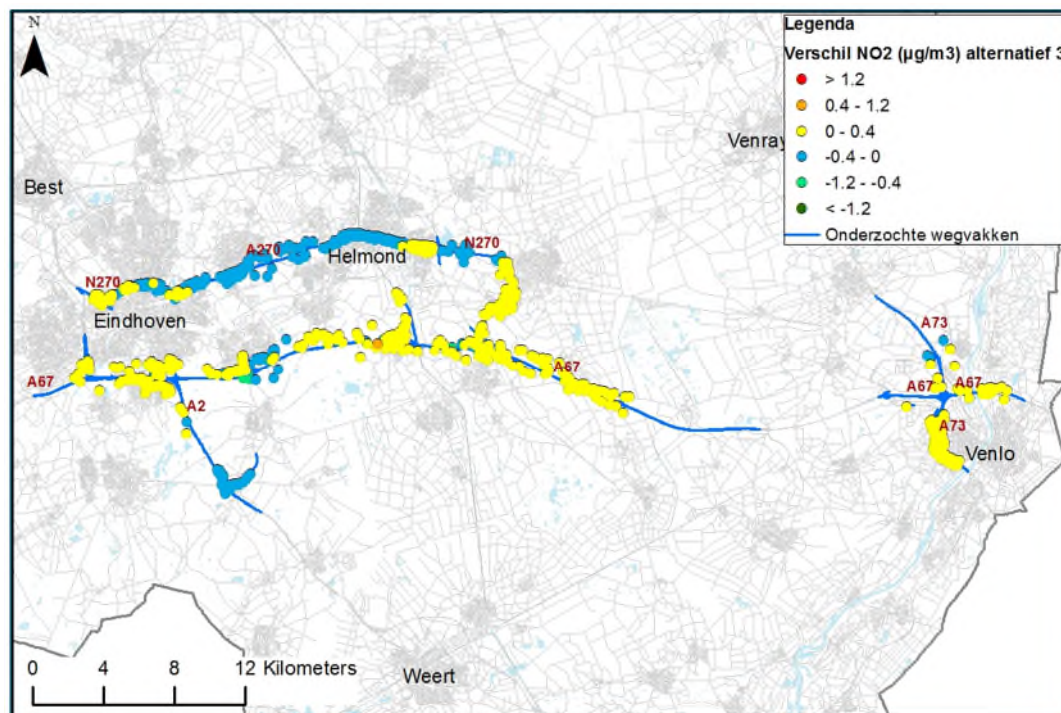 N
Legenda
Verschil NO2 (µg/m3) alternatief 3
> 1.2
0.4 - 1.2
0 - 0.4
-0.4 - 0
-1.2 - -0.4
< -1.2
Onderzochte wegvakken
Venray
Best
A270
N270
Helmond
N270
Eindhoven
A73
A67
A67
A67
A67
A2
A73
Venlo
0 4 8 12 Kilometers
Weert